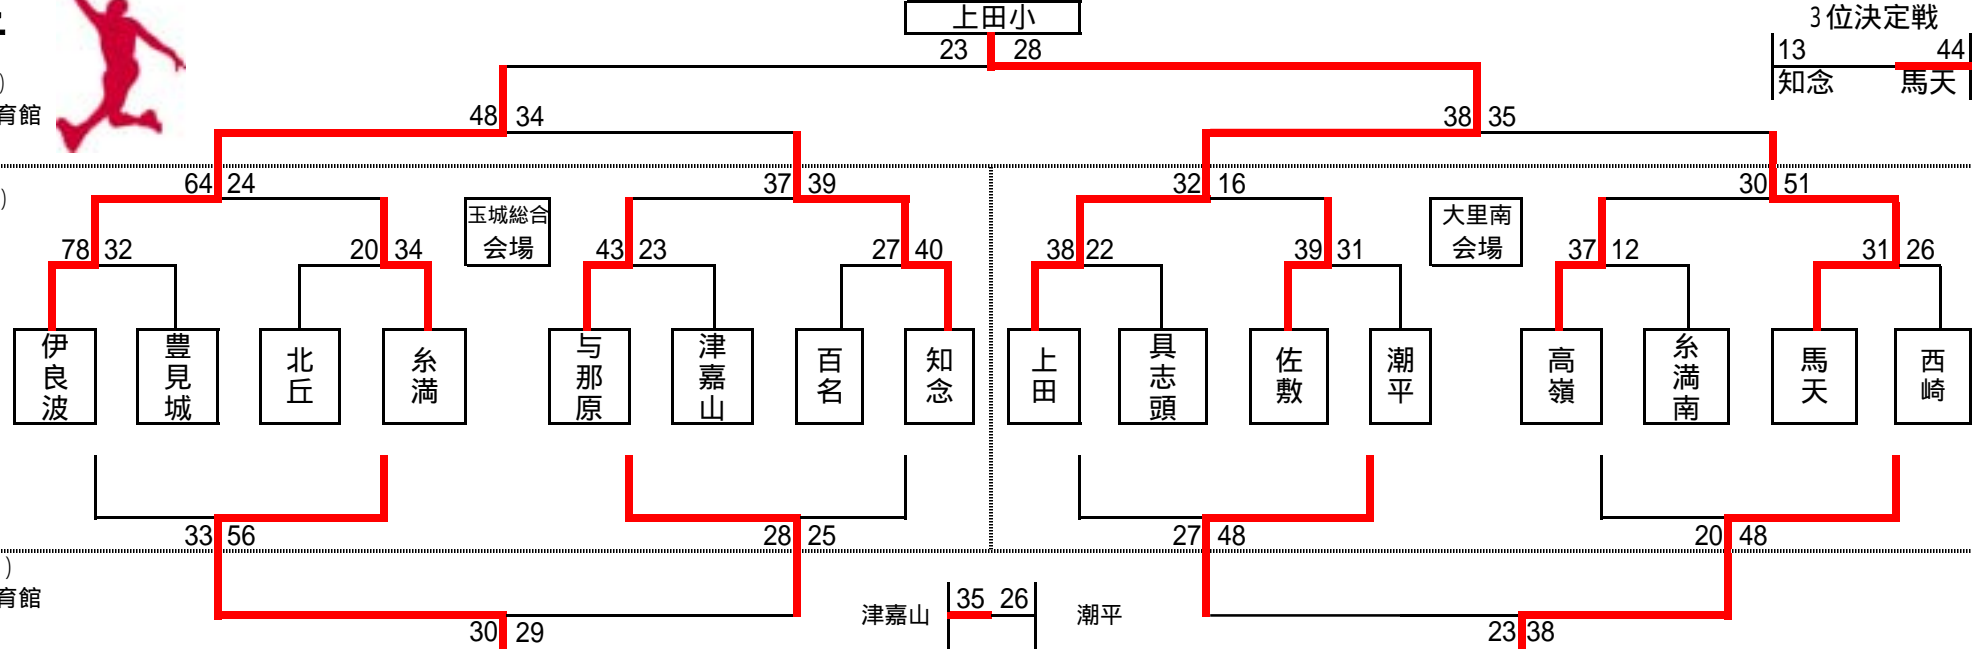 上田小
3位決定戦
23 28
13 44
知念 馬天
)
育館
48 34
38 35
)
64 24
37 39
32 16
30 51
玉城総合
会場
大里南
会場
78 32
20 34
43 23
27 40
38 22
39 31
37 12
31 26
伊良波
豊見城
北丘
糸満
与那原
津嘉山
百名
知念
上田
具志頭
佐敷
潮平
高嶺
糸満南
馬天
西崎
33 56
28 25
27 48
20 48
)
育館
津嘉山 35 26 潮平
30 29
23 38